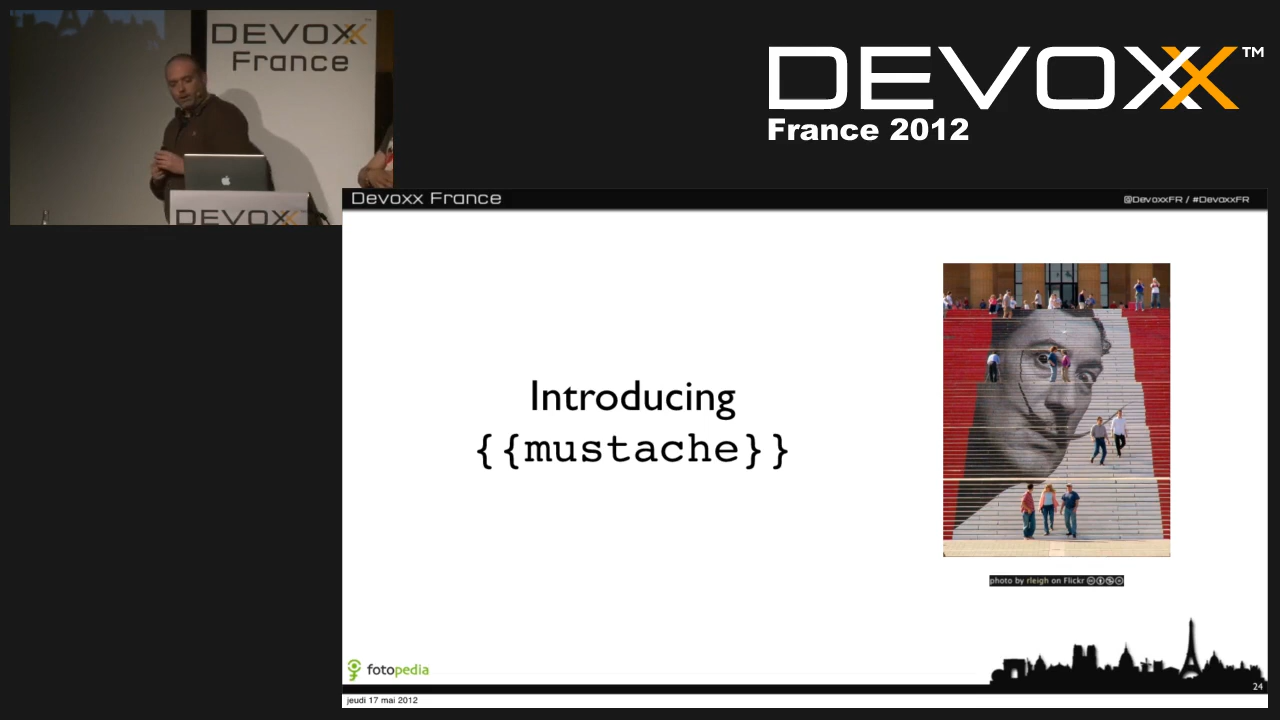 DEVOXX
France
DEVOXX
DEVOXX™
France 2012
Devoxx France
@DevoxxFR / #DevoxxFR
Introducing
{{mustache}}
photo by rleigh on Flickr
fotopedia
24
jeudi 17 mai 2012